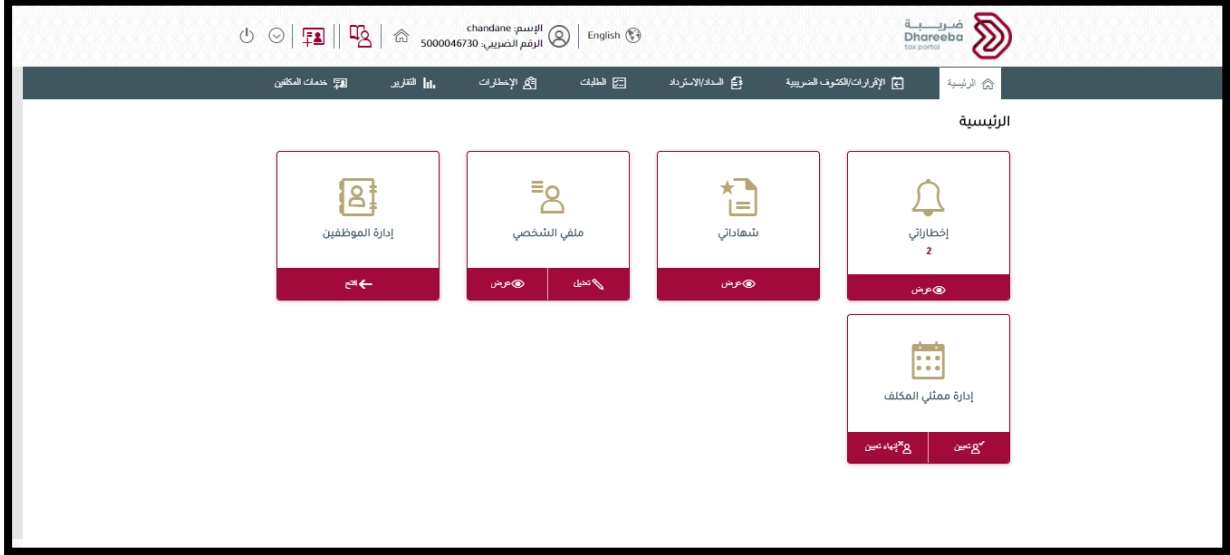 ضريبة
Dhareeba
tax portal
English
الإسم: chandane
الرقم الضريبي: 5000046730
الرئيسية
الإقرارات/الكشوف الضريبية
السداد/الاسترداد
الطلبات
الإخطارات
التقارير
خدمات المكلفين
الرئيسية
إخطاراتي
2
عرض
شهاداتي
عرض
ملفي الشخصي
تعديل
عرض
إدارة الموظفين
افتح
إدارة ممثلي المكلف
تعيين
إنهاء تعيين